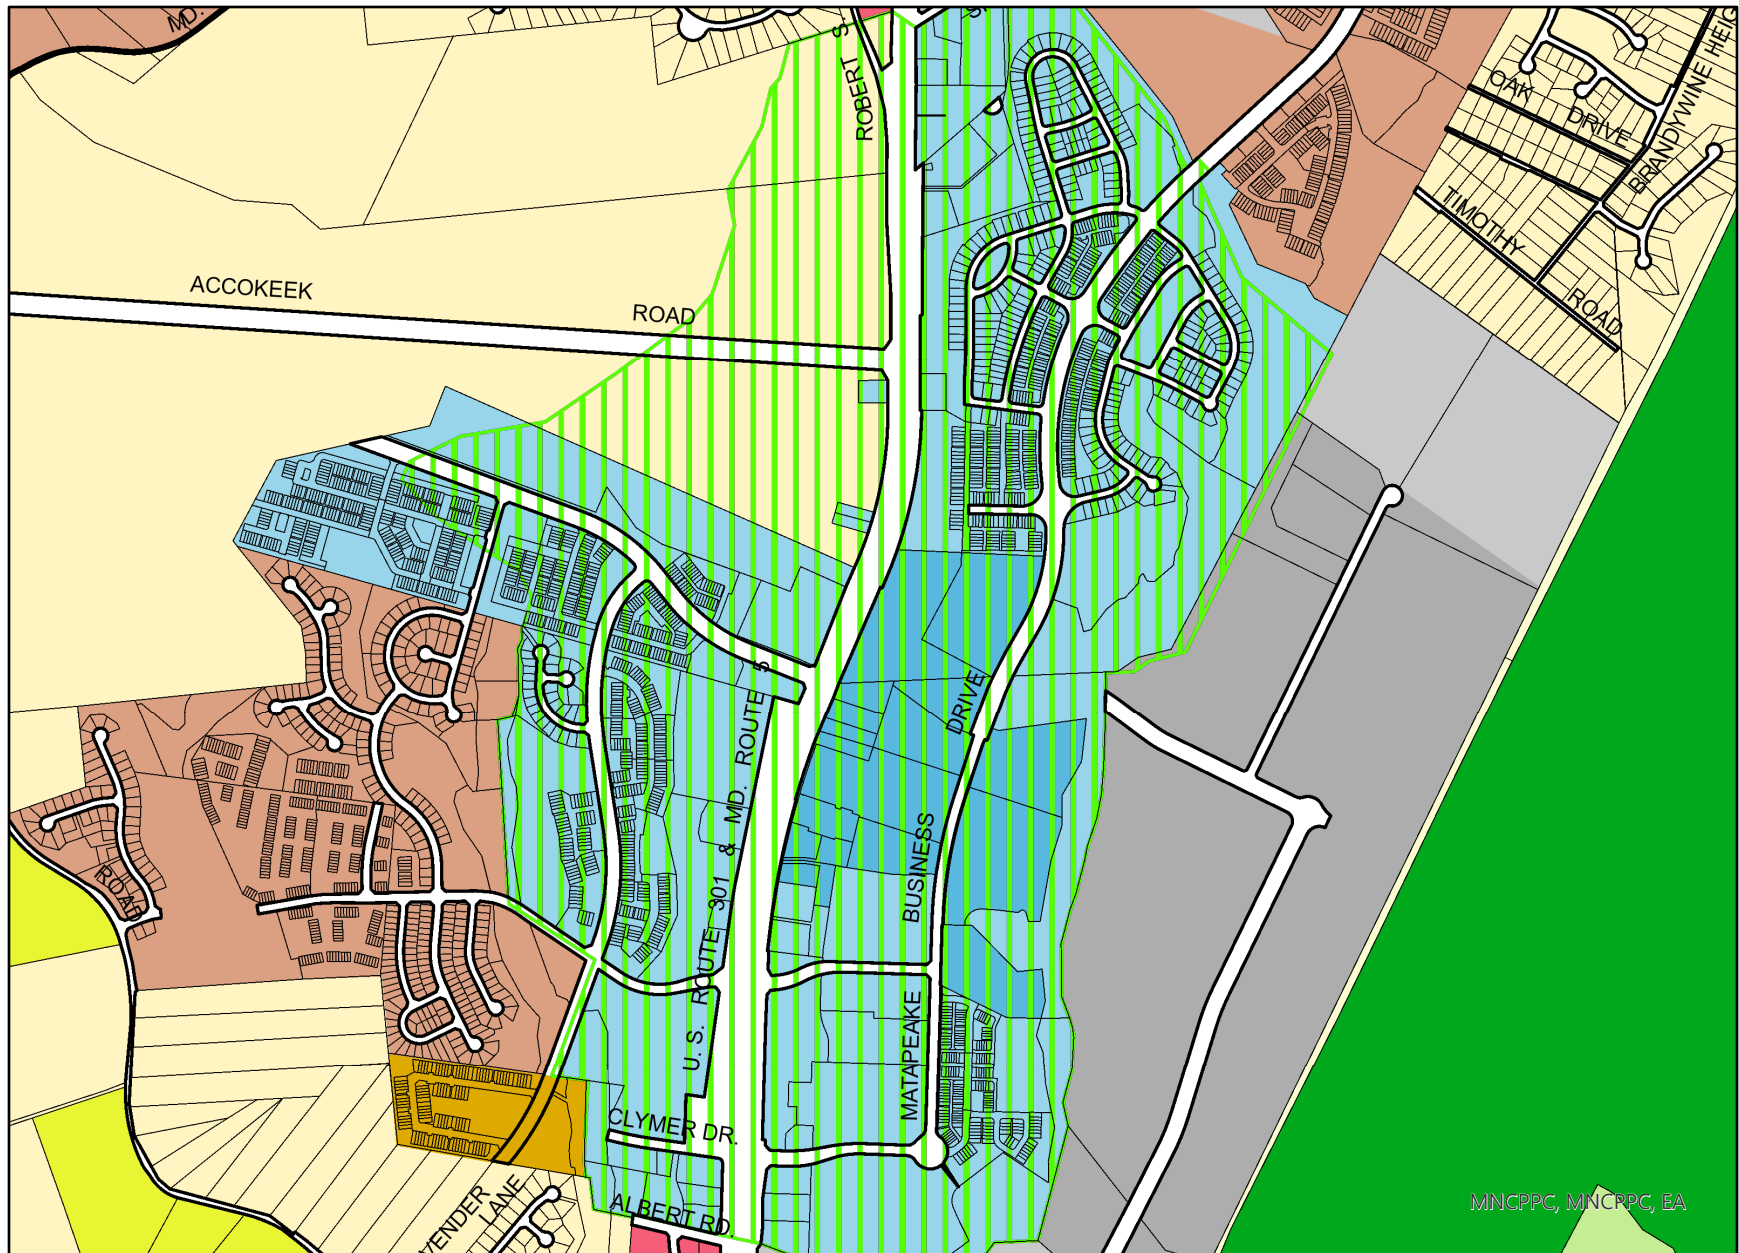 MD.
ROBERT S.
OAK DRIVE
BRANDYWINE HEIG
TIMOTHY ROAD
ACCOKEEK ROAD
DRIVE
U. S. ROUTE 301 & MD. ROUTE 5
BUSINESS
ROAD
MATAPEAKE
CLYMER DR.
VENDER
LANE
ALBERT RD.
MNCPPC, MNCPPC, EA